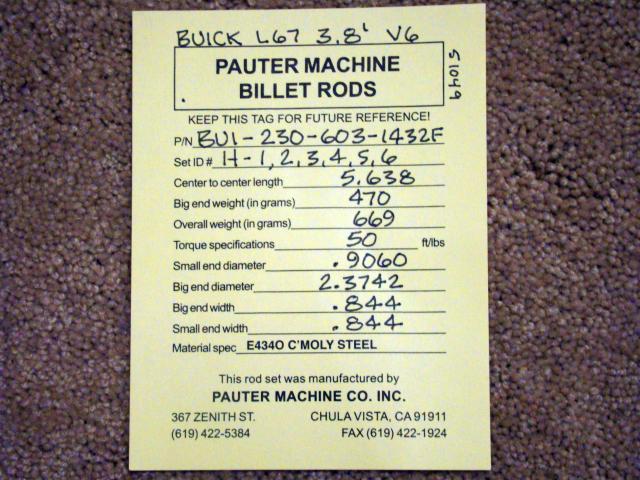 BUICK L67 3.8L V6
51049
PAUTER MACHINE
BILLET RODS
KEEP THIS TAG FOR FUTURE REFERENCE!
P/N BUI-230-603-1432F
Set ID# H-1,2,3,4,5,6
Center to center length 5.638
Big end weight (in grams) 470
Overall weight (in grams) 669
Torque specifications 50 ft/lbs
Small end diameter .9060
Big end diameter 2.3742
Big end width .844
Small end width .844
Material spec E4340 C'MOLY STEEL
This rod set was manufactured by
PAUTER MACHINE CO. INC.
367 ZENITH ST. CHULA VISTA, CA 91911
(619) 422-5384 FAX (619) 422-1924